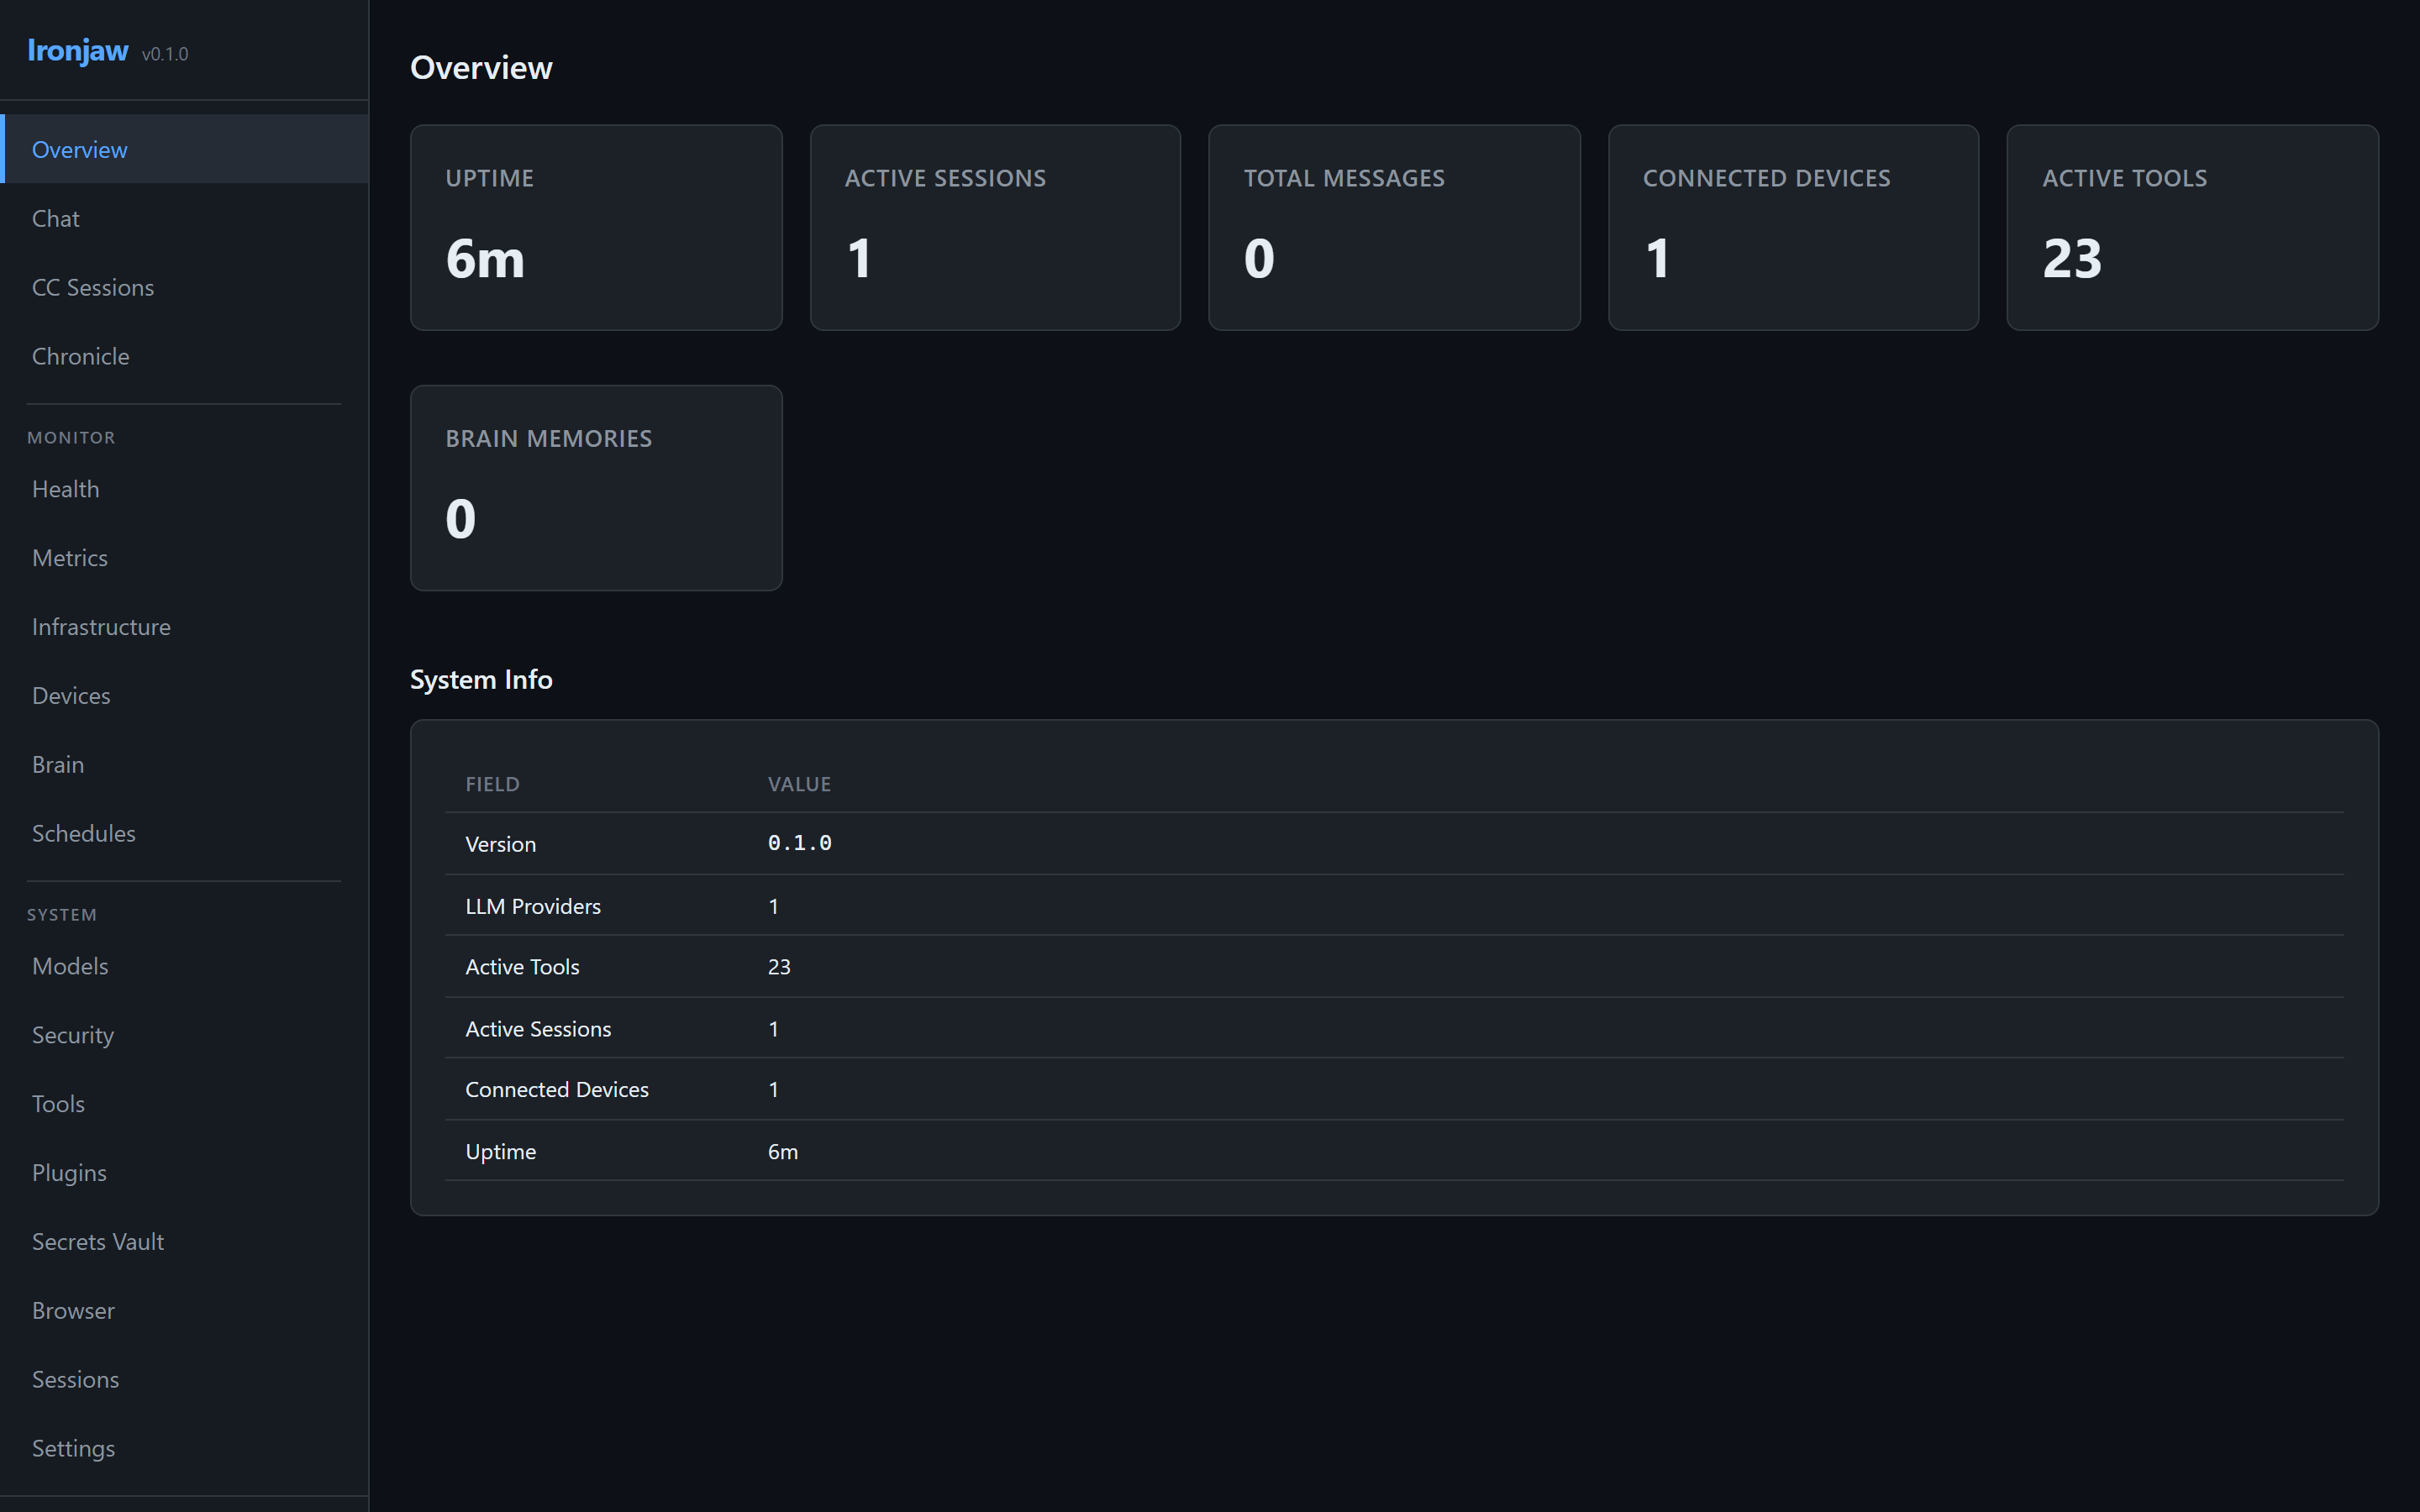 Ironjaw v0.1.0
Overview
Chat
CC Sessions
Chronicle
MONITOR
Health
Metrics
Infrastructure
Devices
Brain
Schedules
SYSTEM
Models
Security
Tools
Plugins
Secrets Vault
Browser
Sessions
Settings
Overview
UPTIME
6m
ACTIVE SESSIONS
1
TOTAL MESSAGES
0
CONNECTED DEVICES
1
ACTIVE TOOLS
23
BRAIN MEMORIES
0
System Info
FIELD VALUE
Version 0.1.0
LLM Providers 1
Active Tools 23
Active Sessions 1
Connected Devices 1
Uptime 6m